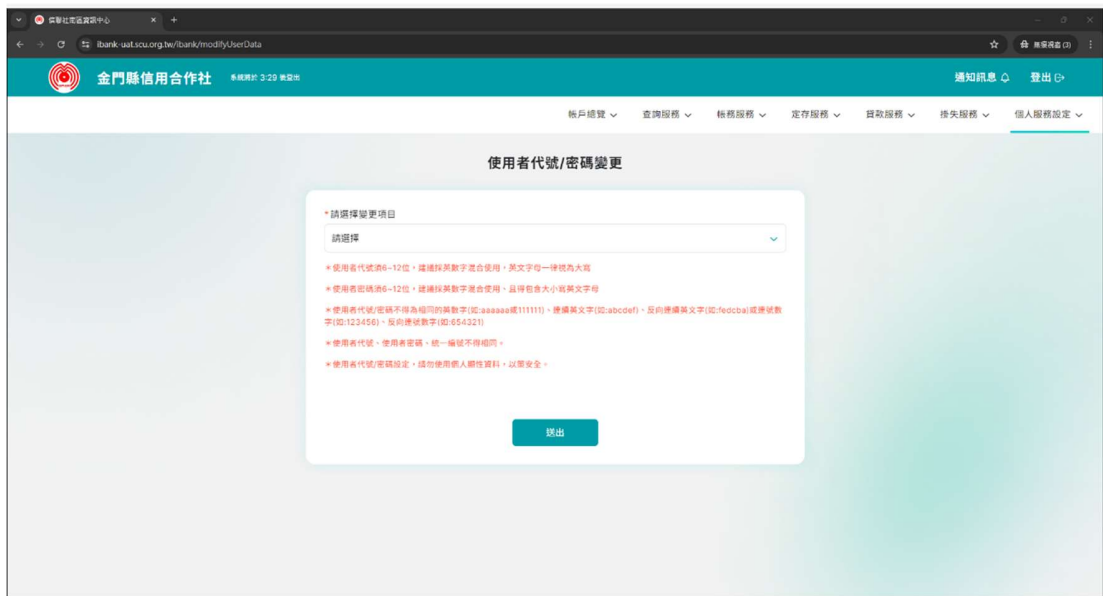 信聯社南區資訊中心
ibank-uat.scu.org.tw/ibank/modifyUserData
無痕視窗 (3)
金門縣信用合作社 系統將於 3:29 後登出 通知訊息 登出
帳戶總覽 查詢服務 帳務服務 定存服務 貸款服務 掛失服務 個人服務設定
使用者代號/密碼變更
*請選擇變更項目
請選擇
*使用者代號須6~12位，建議採英數字混合使用，英文字母一律視為大寫
*使用者密碼須6~12位，建議採英數字混合使用，且得包含大小寫英文字母
*使用者代號/密碼不得為相同的英數字(如:aaaaaa或111111)、連續英文字(如:abcdef)、反向連續英文字(如:fedcba)或連號數
字(如:123456)、反向連號數字(如:654321)
*使用者代號、使用者密碼、統一編號不得相同。
*使用者代號/密碼設定，請勿使用個人顯性資料，以策安全。
送出